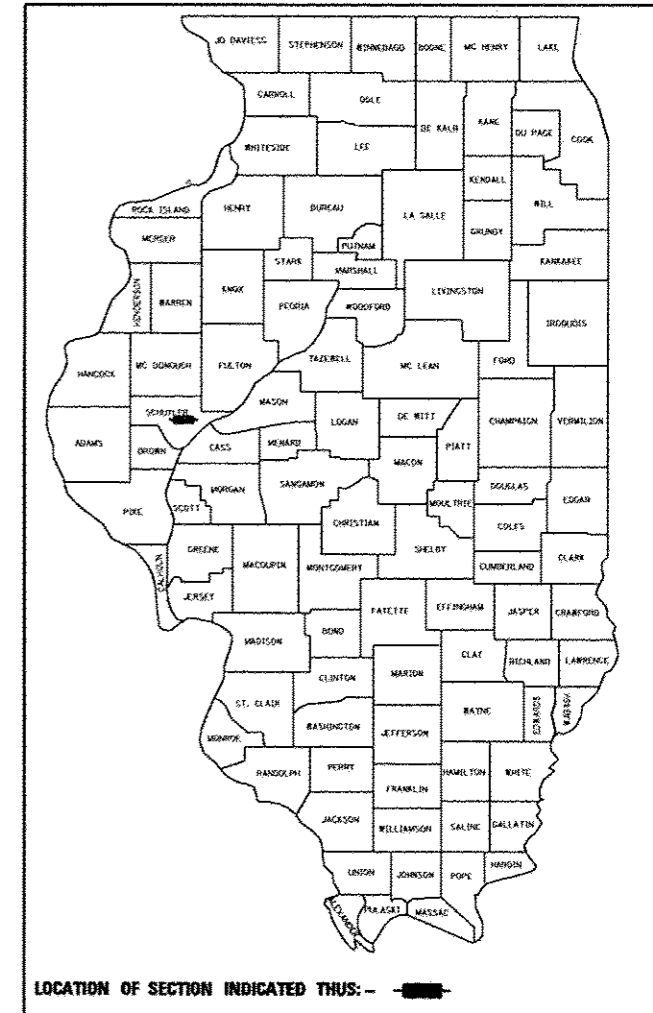 JO DAVIESS STEPHENSON WINNEBAGO BOONE MC HENRY LAKE
CARROLL OGLE DE KALB KANE DU PAGE COOK
WHITESIDE LEE KENDALL WILL
ROCK ISLAND HENRY BUREAU LA SALLE GRUNDY
MERCER PUTNAM KANKAKEE
STARK MARSHALL
HENDERSON WARREN KNOX PEORIA WOODFORD LIVINGSTON IROQUOIS
HANCOCK MC DONOUGH FULTON TAZEWELL MC LEAN FORD
SCHUYLER MASON LOGAN DE WITT CHAMPAIGN VERMILION
ADAMS BROWN CASS MENARD PIATT
MACON
PIKE SCOTT MORGAN SANGAMON MOULTRIE DOUGLAS EDGAR
CHRISTIAN COLES
CALHOUN GREENE MACOUPIN MONTGOMERY SHELBY CUMBERLAND CLARK
JERSEY FAYETTE EFFINGHAM JASPER CRAWFORD
MADISON BOND CLAY RICHLAND LAWRENCE
CLINTON MARION
ST. CLAIR WAYNE EDWARDS WABASH
MONROE WASHINGTON JEFFERSON
RANDOLPH PERRY HAMILTON WHITE
FRANKLIN
JACKSON WILLIAMSON SALINE GALLATIN
UNION JOHNSON POPE HARDIN
ALEXANDER PULASKI MASSAC
LOCATION OF SECTION INDICATED THUS: -